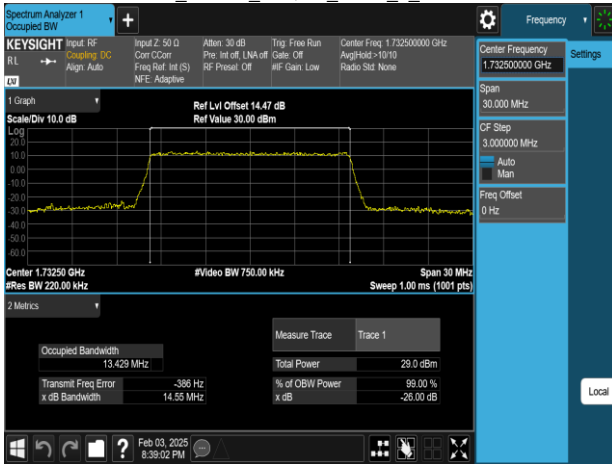 Spectrum Analyzer 1
Occupied BW
Frequency
KEYSIGHT
RL
LXI
Input: RF
Coupling: DC
Align: Auto
Input Z: 50 Ω
Corr CCorr
Freq Ref: Int (S)
NFE: Adaptive
Atten: 30 dB
Pre: Int off, LNA off
RF Presel: Off
Trig: Free Run
Gate: Off
#IF Gain: Low
Center Freq: 1.732500000 GHz
Avg|Hold:>10/10
Radio Std: None
Center Frequency
1.732500000 GHz
Settings
Span
30.000 MHz
CF Step
3.000000 MHz
Auto
Man
Freq Offset
0 Hz
Local
1 Graph
Scale/Div 10.0 dB
Ref Lvl Offset 14.47 dB
Ref Value 30.00 dBm
Log
20.0
10.0
0.00
-10.0
-20.0
-30.0
-40.0
-50.0
-60.0
Center 1.73250 GHz
#Video BW 750.00 kHz
Span 30 MHz
#Res BW 220.00 kHz
Sweep 1.00 ms (1001 pts)
2 Metrics
Measure Trace Trace 1
Occupied Bandwidth
13.429 MHz
Total Power 29.0 dBm
Transmit Freq Error -386 Hz
% of OBW Power 99.00 %
x dB Bandwidth 14.55 MHz
x dB -26.00 dB
?
Feb 03, 2025
8:39:02 PM